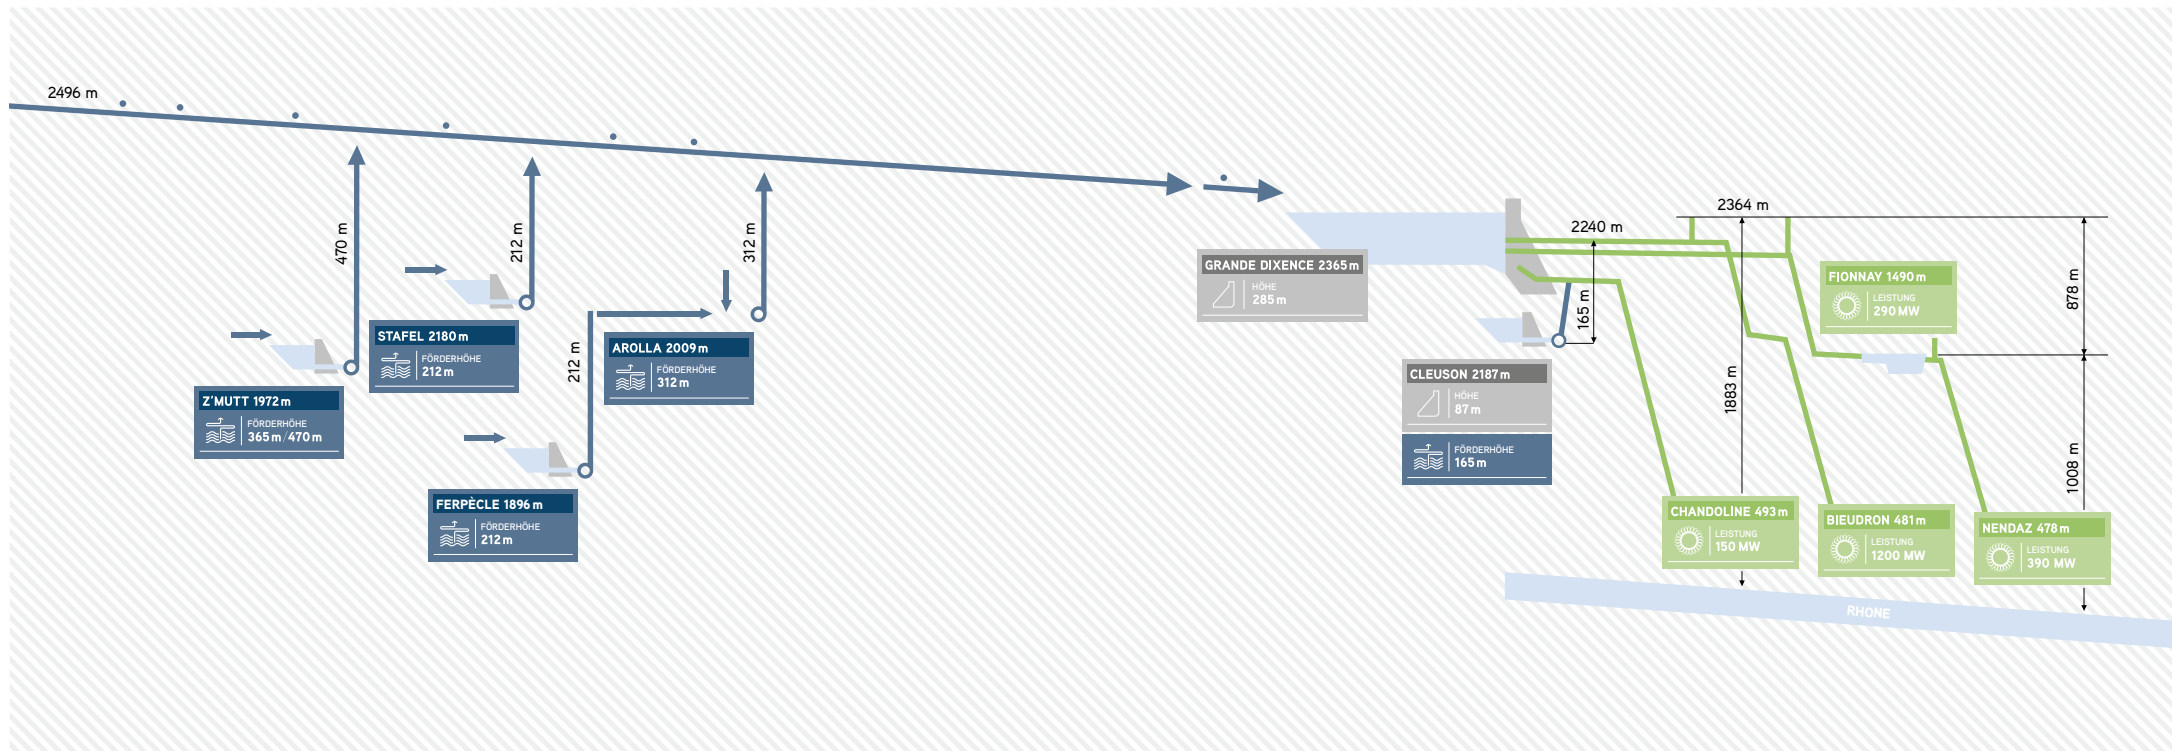 2496 m
470 m
212 m
312 m
212 m
Z'MUTT 1972 m
FÖRDERHÖHE
365 m/470 m
STAFEL 2180 m
FÖRDERHÖHE
212 m
FERPÈCLE 1896 m
FÖRDERHÖHE
212 m
AROLLA 2009 m
FÖRDERHÖHE
312 m
GRANDE DIXENCE 2365 m
HÖHE
285 m
CLEUSON 2187 m
HÖHE
87 m
FÖRDERHÖHE
165 m
2240 m
165 m
2364 m
1883 m
878 m
1008 m
FIONNAY 1490 m
LEISTUNG
290 MW
CHANDOLINE 493 m
LEISTUNG
150 MW
BIEUDRON 481 m
LEISTUNG
1200 MW
NENDAZ 478 m
LEISTUNG
390 MW
RHONE